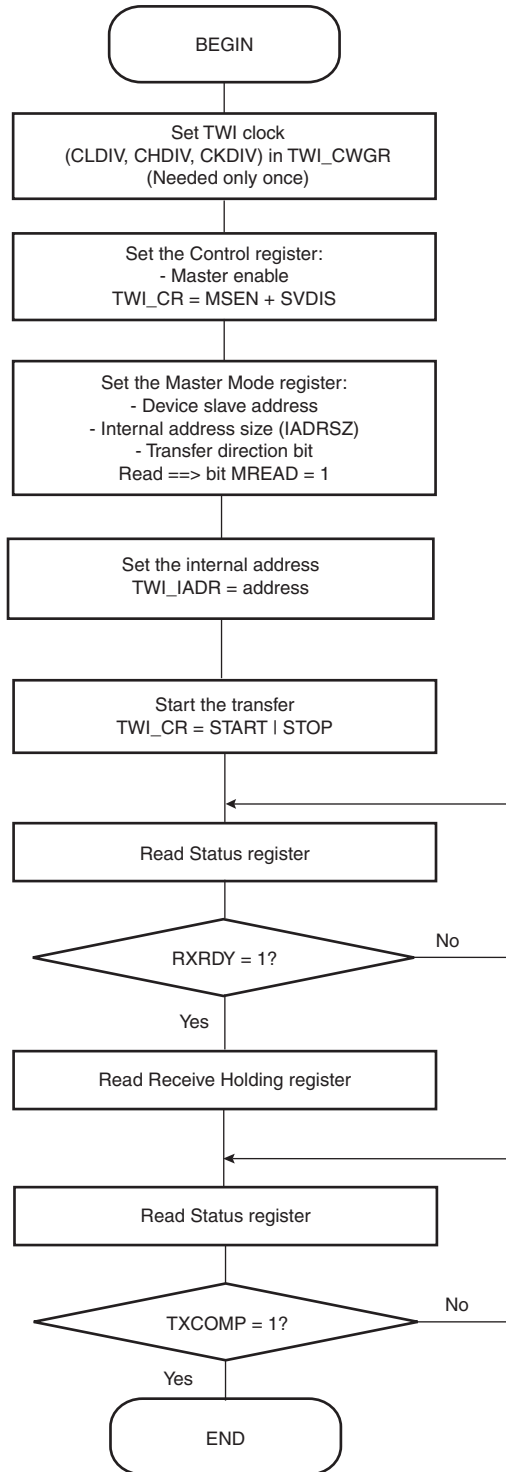 BEGIN
Set TWI clock
(CLDIV, CHDIV, CKDIV) in TWI_CWGR
(Needed only once)
Set the Control register:
- Master enable
TWI_CR = MSEN + SVDIS
Set the Master Mode register:
- Device slave address
- Internal address size (IADRSZ)
- Transfer direction bit
Read ==> bit MREAD = 1
Set the internal address
TWI_IADR = address
Start the transfer
TWI_CR = START | STOP
Read Status register
RXRDY = 1?
No
Yes
Read Receive Holding register
Read Status register
TXCOMP = 1?
No
Yes
END